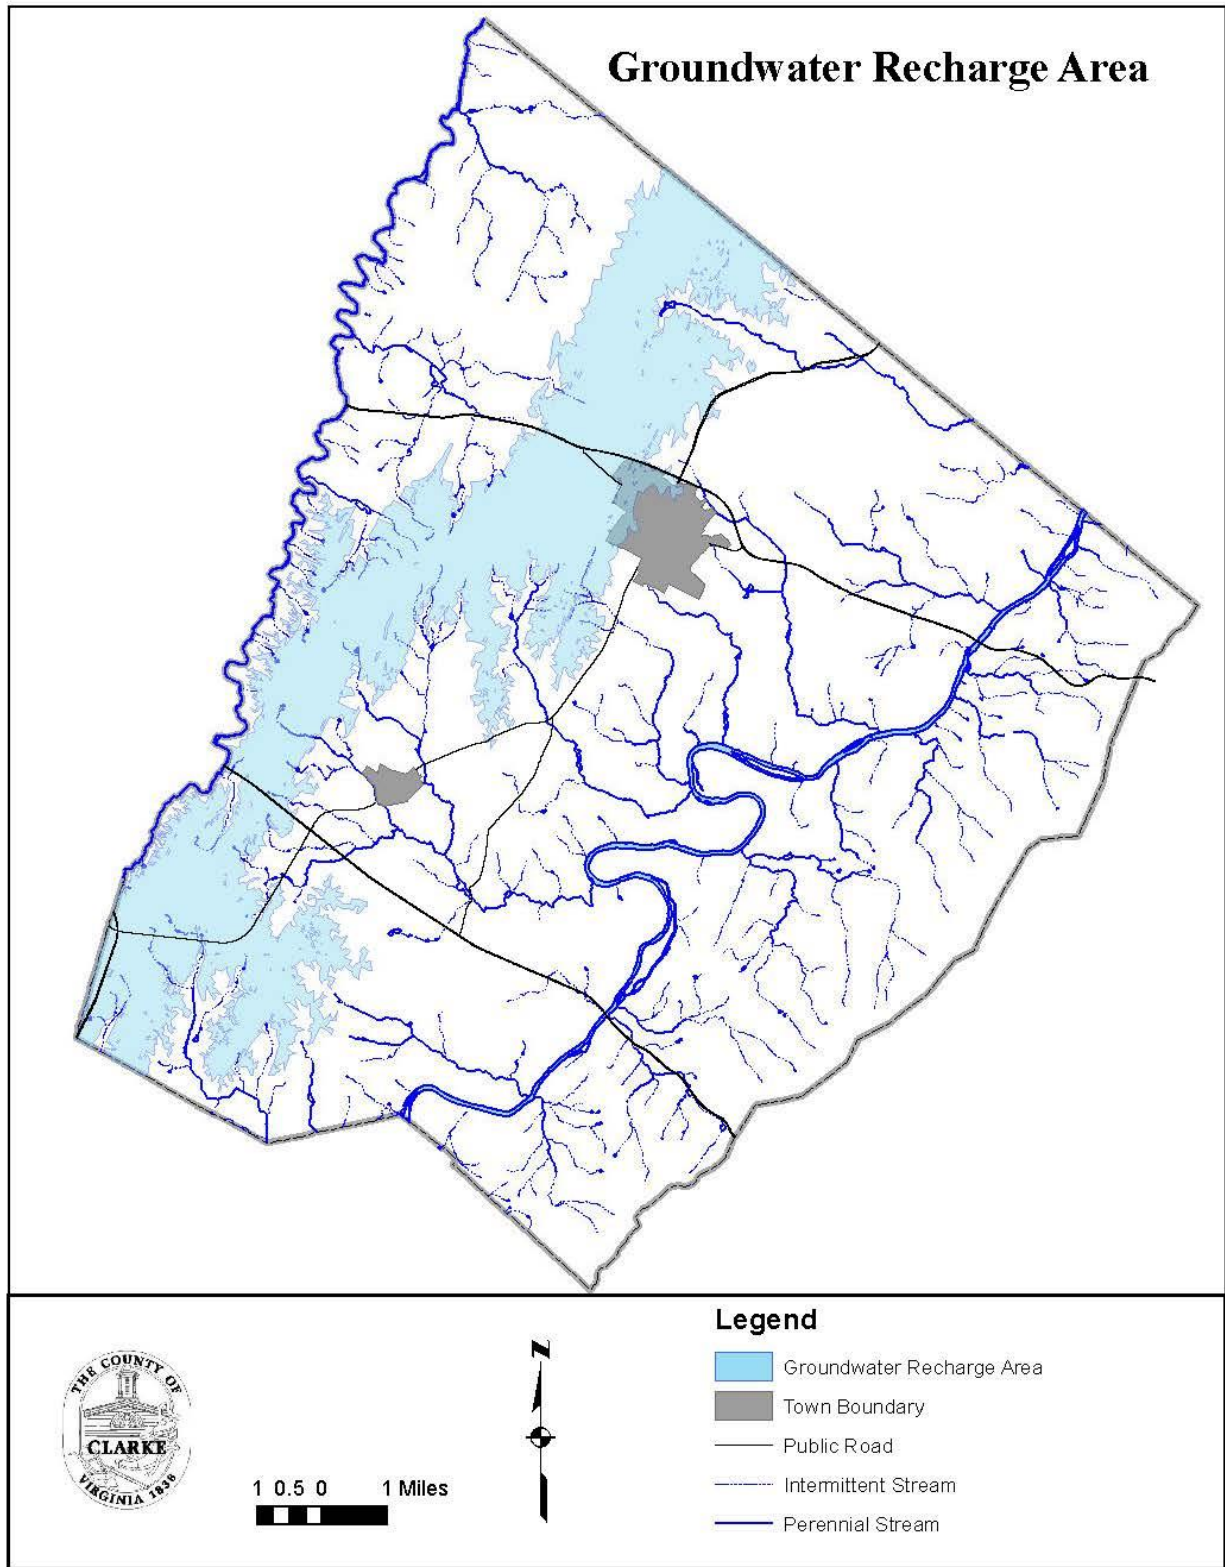 Groundwater Recharge Area
THE COUNTY OF
CLARKE
VIRGINIA 1836
1 0.5 0 1 Miles
N
Legend
Groundwater Recharge Area
Town Boundary
Public Road
Intermittent Stream
Perennial Stream